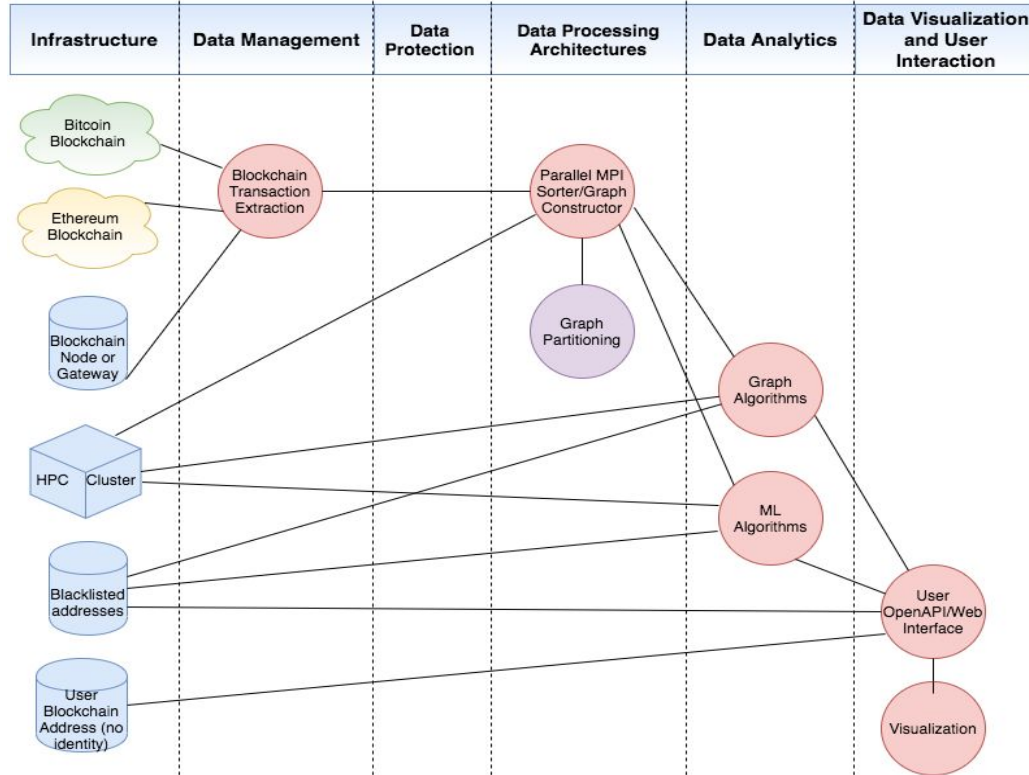 Infrastructure
Data Management
Data
Protection
Data Processing
Architectures
Data Analytics
Data Visualization
and User
Interaction
Bitcoin
Blockchain
Ethereum
Blockchain
Blockchain
Node or
Gateway
HPC Cluster
Blacklisted
addresses
User
Blockchain
Address (no
identity)
Blockchain
Transaction
Extraction
Parallel MPI
Sorter/Graph
Constructor
Graph
Partitioning
Graph
Algorithms
ML
Algorithms
User
OpenAPI/Web
Interface
Visualization